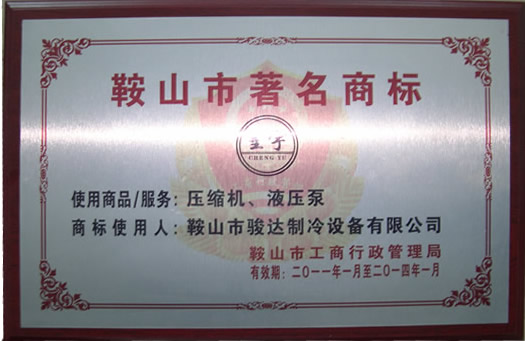 鞍山市著名商标
CHENG YU
使用商品/服务：压缩机、液压泵
商标使用人：鞍山市骏达制冷设备有限公司
鞍山市工商行政管理局
有效期：二〇一一年一月至二〇一四年一月